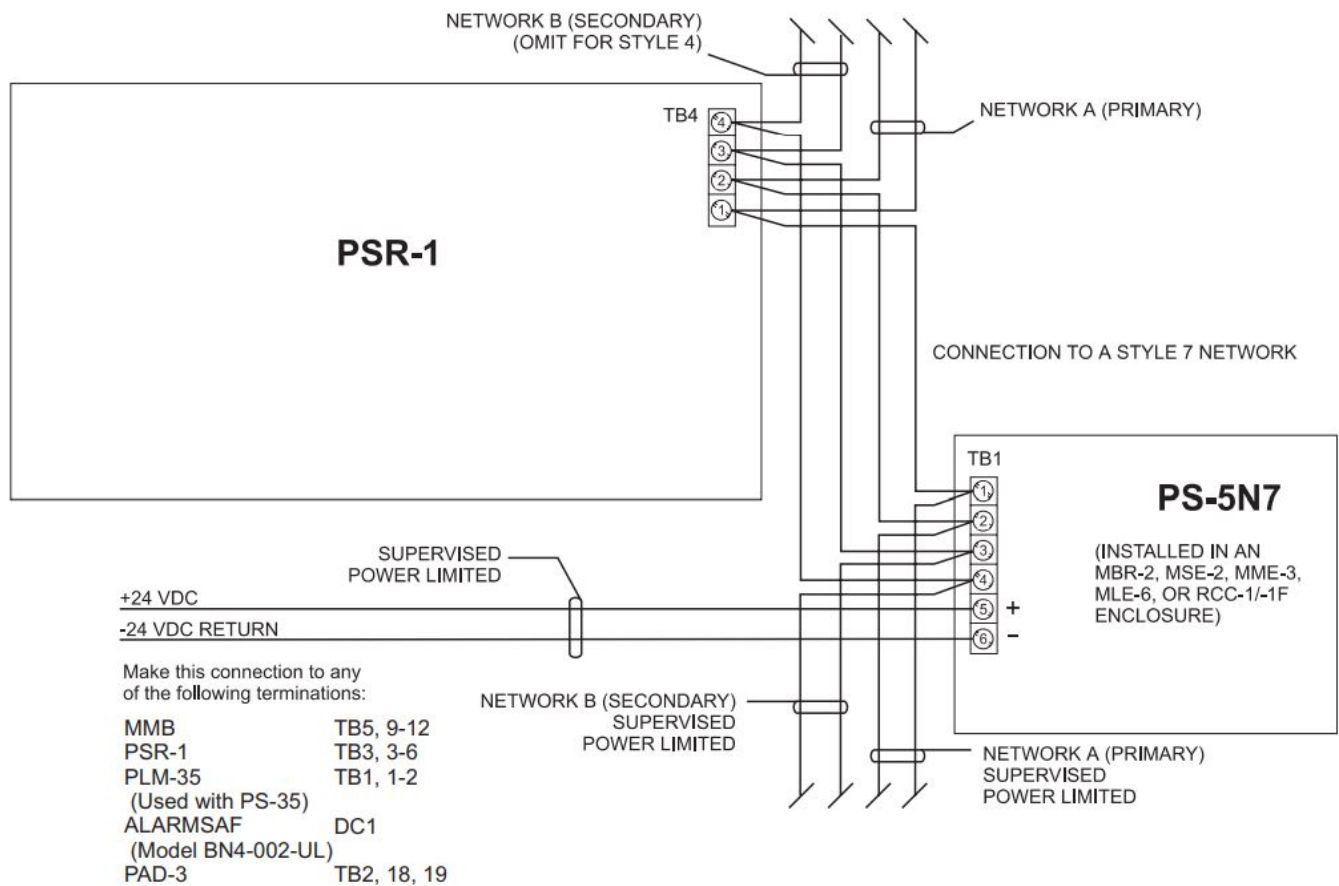 NETWORK B (SECONDARY)
(OMIT FOR STYLE 4)
TB4
4
3
2
1
NETWORK A (PRIMARY)
PSR-1
CONNECTION TO A STYLE 7 NETWORK
TB1
1
2
3
4
5 +
6 –
PS-5N7
(INSTALLED IN AN
MBR-2, MSE-2, MME-3,
MLE-6, OR RCC-1/-1F
ENCLOSURE)
SUPERVISED
POWER LIMITED
+24 VDC
-24 VDC RETURN
Make this connection to any
of the following terminations:
MMB TB5, 9-12
PSR-1 TB3, 3-6
PLM-35 TB1, 1-2
(Used with PS-35)
ALARMSAF DC1
(Model BN4-002-UL)
PAD-3 TB2, 18, 19
NETWORK B (SECONDARY)
SUPERVISED
POWER LIMITED
NETWORK A (PRIMARY)
SUPERVISED
POWER LIMITED